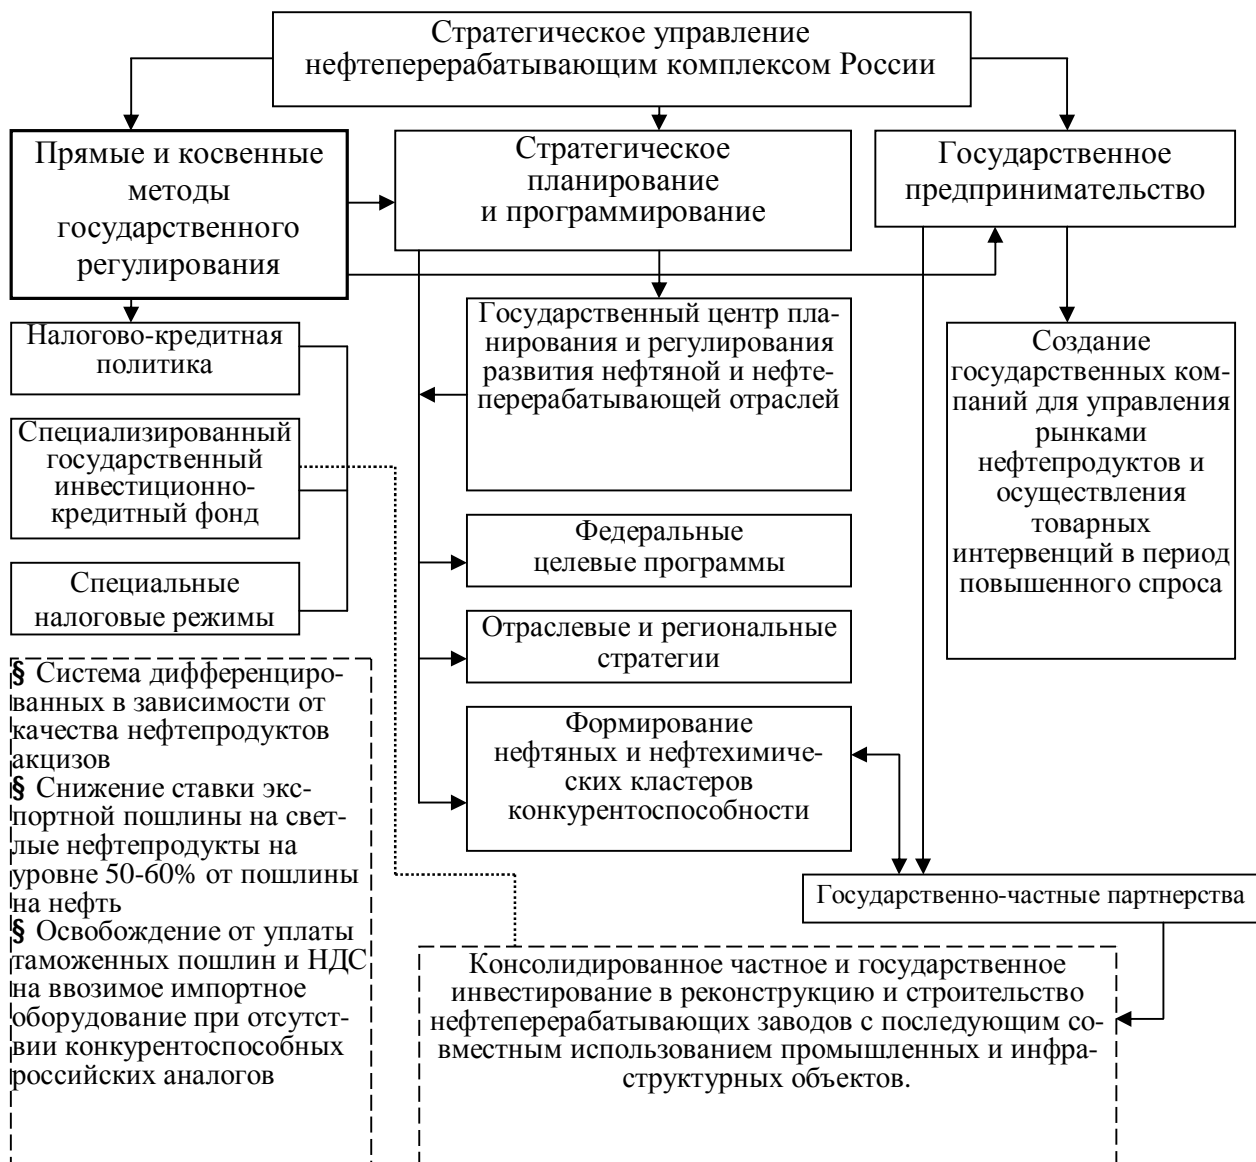 Стратегическое управление
нефтеперерабатывающим комплексом России
Прямые и косвенные
методы
государственного
регулирования
Стратегическое
планирование
и программирование
Государственное
предпринимательство
Налогово-кредитная
политика
Специализированный
государственный
инвестиционно-
кредитный фонд
Специальные
налоговые режимы
§ Система дифференциро-
ванных в зависимости от
качества нефтепродуктов
акцизов
§ Снижение ставки экс-
портной пошлины на свет-
лые нефтепродукты на
уровне 50-60% от пошлины
на нефть
§ Освобождение от уплаты
таможенных пошлин и НДС
на ввозимое импортное
оборудование при отсутст-
вии конкурентоспособных
российских аналогов
Государственный центр пла-
нирования и регулирования
развития нефтяной и нефте-
перерабатывающей отраслей
Федеральные
целевые программы
Отраслевые и региональные
стратегии
Формирование
нефтяных и нефтехимиче-
ских кластеров
конкурентоспособности
Создание
государственных ком-
паний для управления
рынками
нефтепродуктов и
осуществления
товарных
интервенций в период
повышенного спроса
Государственно-частные партнерства
Консолидированное частное и государственное
инвестирование в реконструкцию и строительство
нефтеперерабатывающих заводов с последующим со-
вместным использованием промышленных и инфра-
структурных объектов.